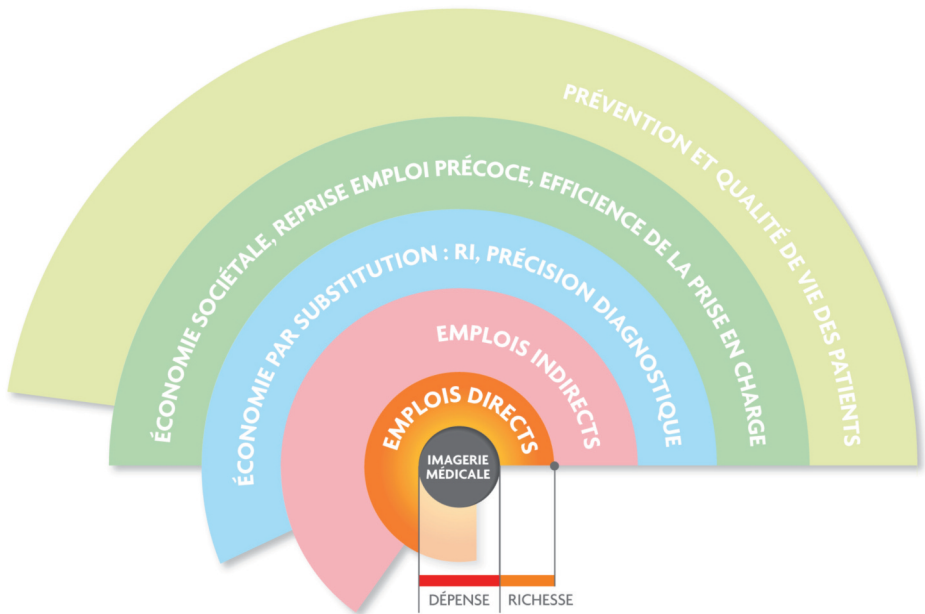 PRÉVENTION ET QUALITÉ DE VIE DES PATIENTS
ÉCONOMIE SOCIÉTALE, REPRISE EMPLOI PRÉCOCE, EFFICIENCE DE LA PRISE EN CHARGE
ÉCONOMIE PAR SUBSTITUTION : RI, PRÉCISION DIAGNOSTIQUE
EMPLOIS INDIRECTS
EMPLOIS DIRECTS
IMAGERIE
MÉDICALE
DÉPENSE
RICHESSE